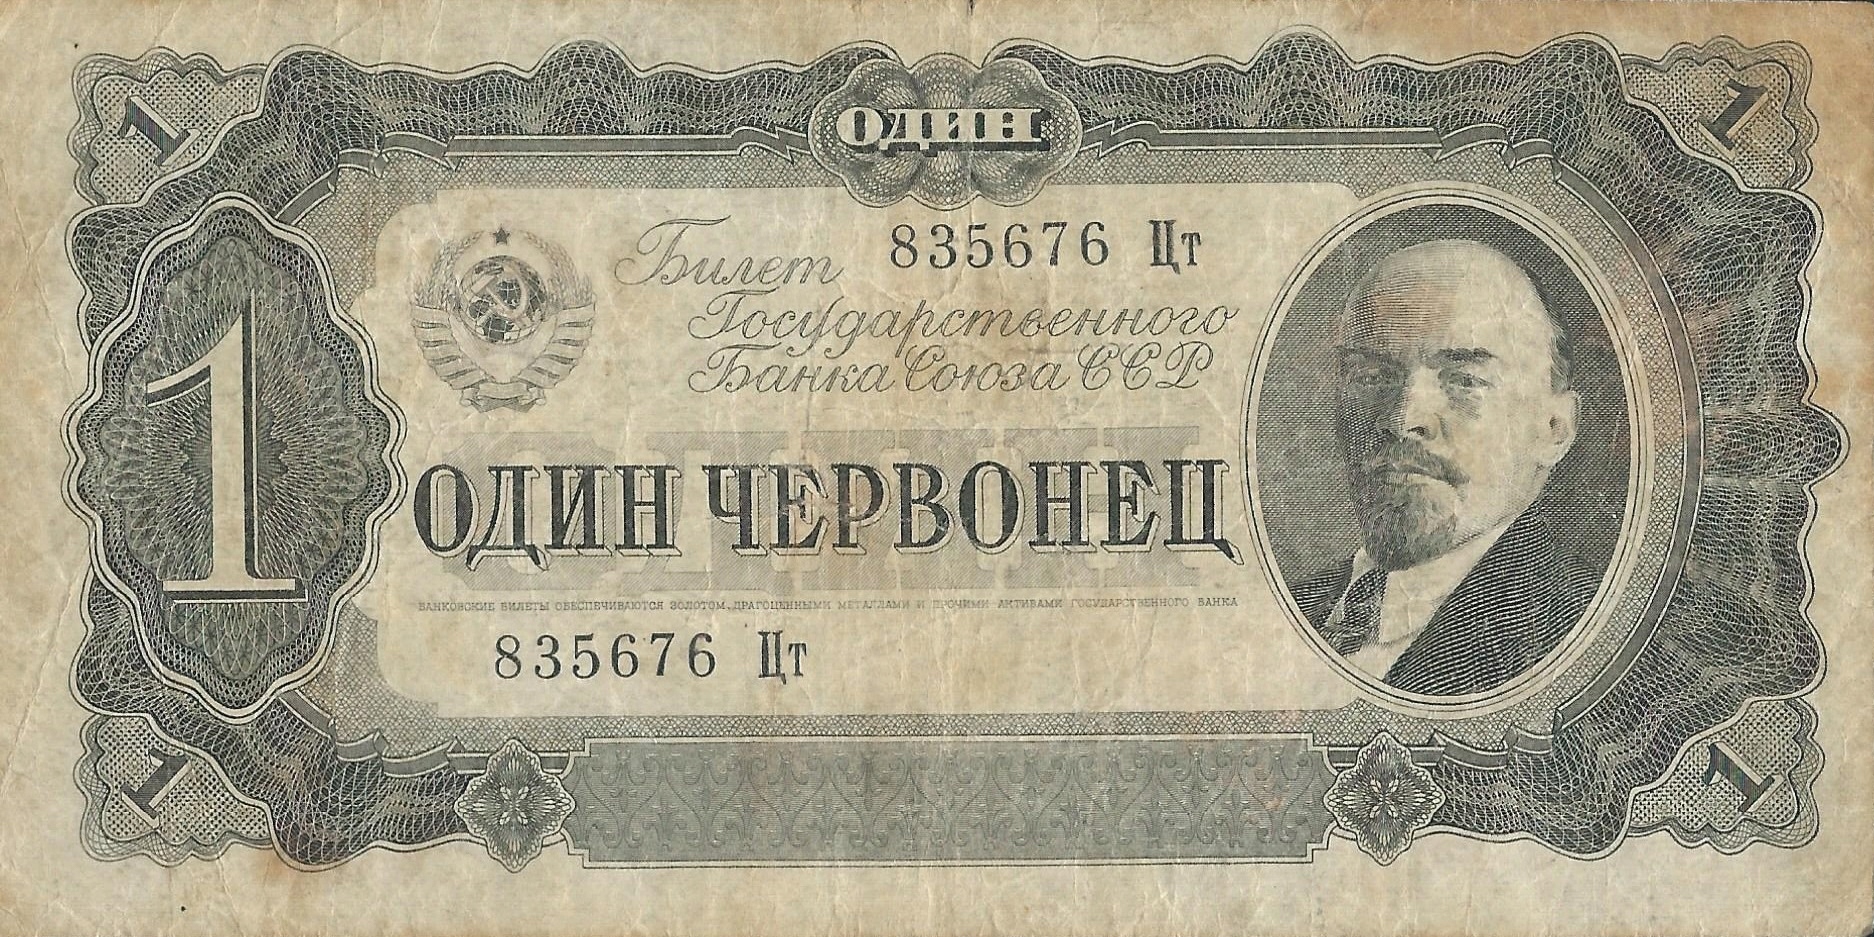 1
ОДИН
1
Билет
835676 Цт
Государственного
Банка Союза ССР
1
ОДИН
ОДИН ЧЕРВОНЕЦ
БАНКОВСКИЕ БИЛЕТЫ ОБЕСПЕЧИВАЮТСЯ ЗОЛОТОМ, ДРАГОЦЕННЫМИ МЕТАЛЛАМИ И ПРОЧИМИ АКТИВАМИ ГОСУДАРСТВЕННОГО БАНКА
835676 Цт
1
1